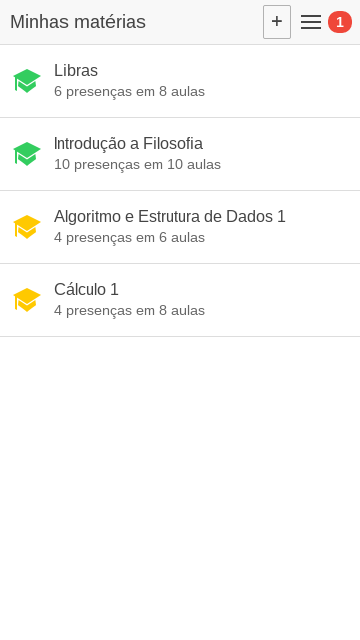 Minhas matérias + 1
Libras
6 presenças em 8 aulas
Introdução a Filosofia
10 presenças em 10 aulas
Algoritmo e Estrutura de Dados 1
4 presenças em 6 aulas
Cálculo 1
4 presenças em 8 aulas